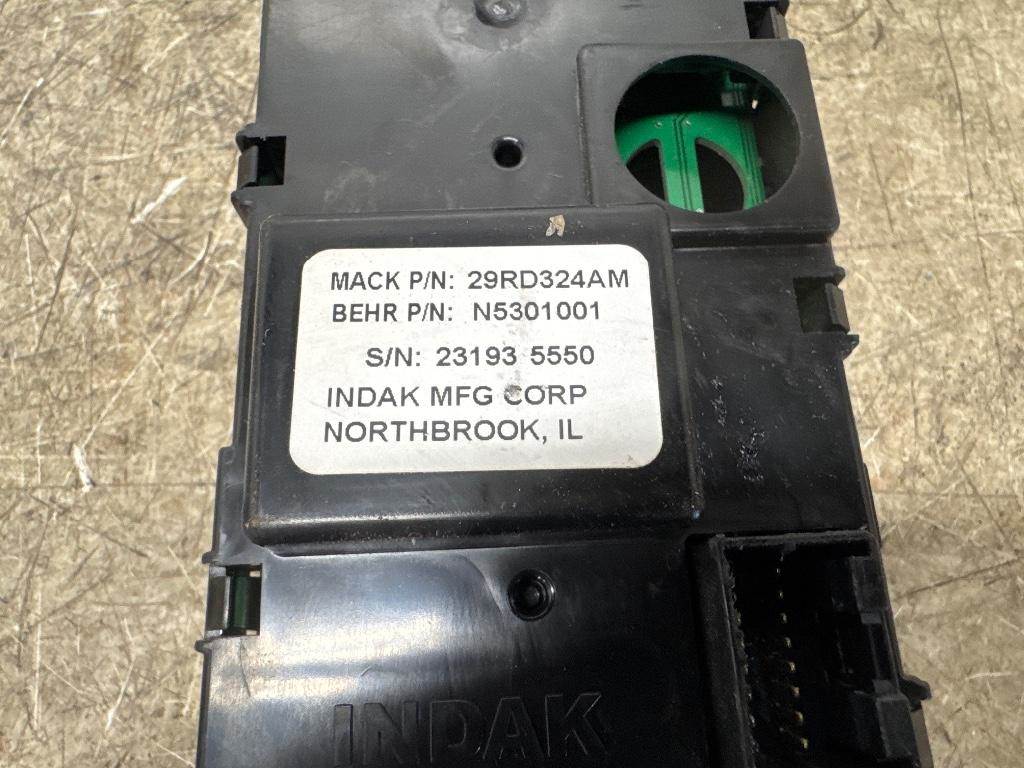 MACK P/N: 29RD324AM
BEHR P/N: N5301001
S/N: 23193 5550
INDAK MFG CORP
NORTHBROOK, IL
INDAK